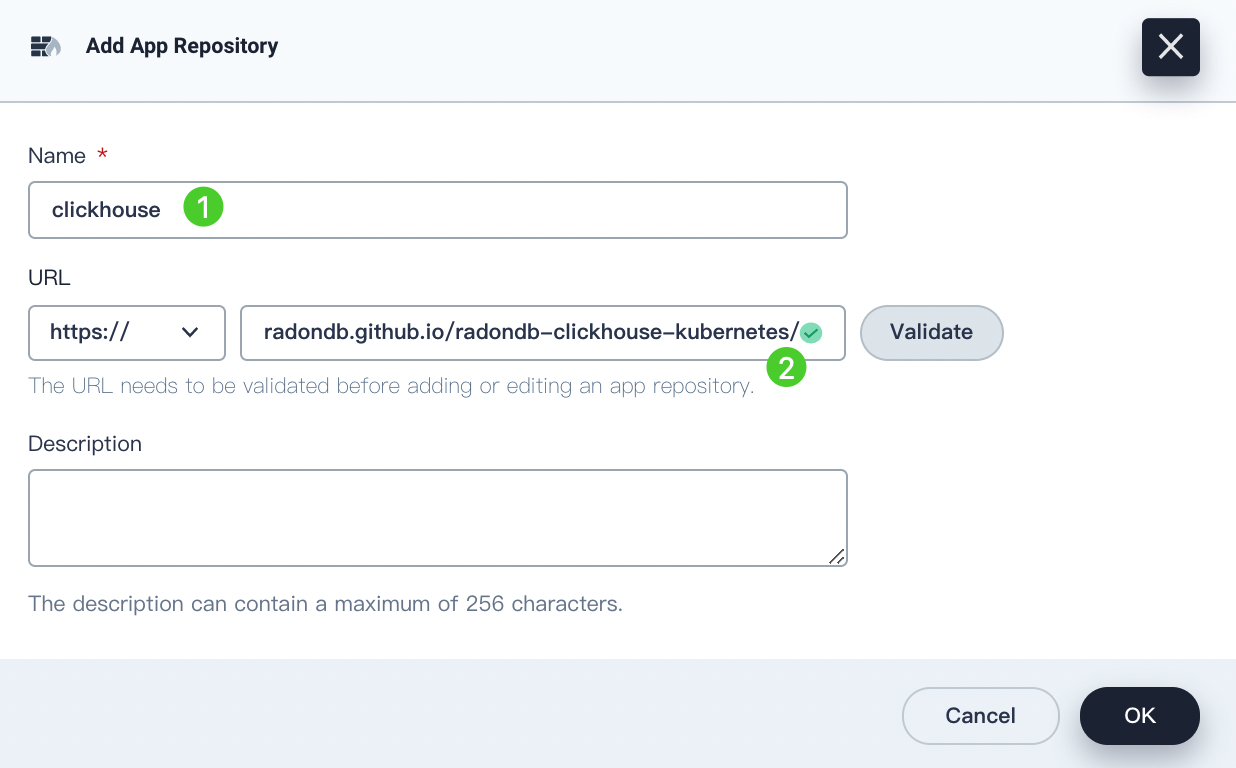 Add App Repository
Name *
clickhouse 1
URL
https:// radondb.github.io/radondb-clickhouse-kubernetes/ Validate
2
The URL needs to be validated before adding or editing an app repository.
Description
The description can contain a maximum of 256 characters.
Cancel OK